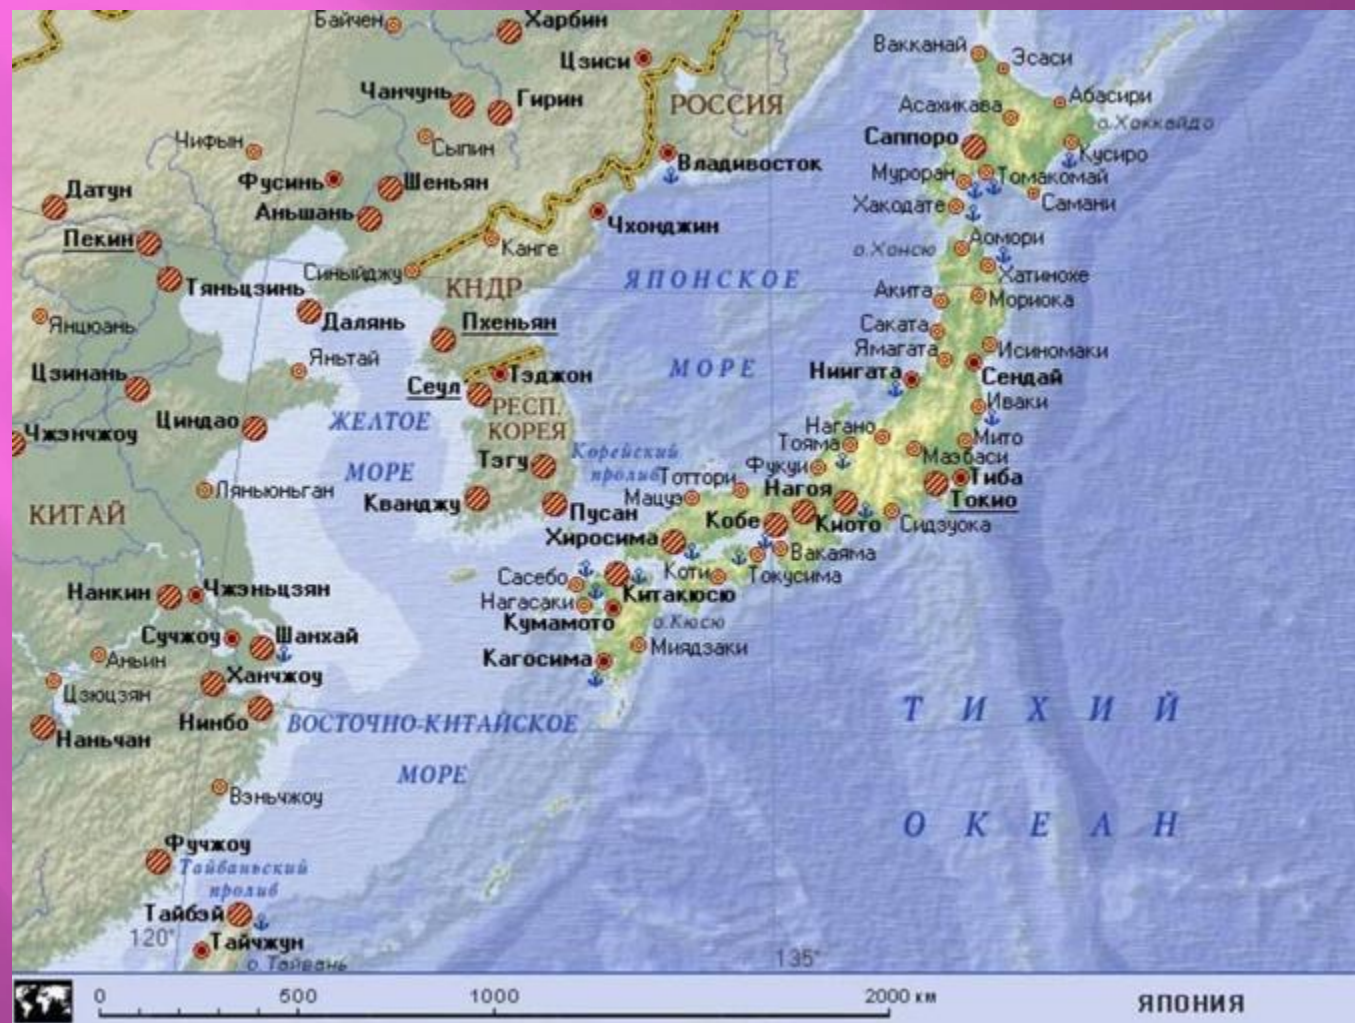 Байчен
Харбин
Цзиси
Чанчунь
Гирин
РОССИЯ
Вакканай
Эсаси
Абасири
Асахикава
о.Хоккайдо
Саппоро
Кусиро
Муроран
Томакомай
Хакодате
Самани
Чифын
Сыпин
Владивосток
Датун
Фусинь
Шеньян
Аньшань
Чхонджин
Пекин
Канге
о.Хонсю
Аомори
Хатинохе
Синыйджу
КНДР
ЯПОНСКОЕ
Тяньцзинь
Акита
Мориока
Янцюань
Далянь
Пхеньян
Саката
Ямагата
Исиномаки
Яньтай
МОРЕ
Ниигата
Сендай
Цзинань
Сеул
Тэджон
Иваки
Циндао
ЖЕЛТОЕ
РЕСП.
КОРЕЯ
Нагано
Тояма
Мито
Чжэнчжоу
МОРЕ
Тэгу
Корейский
пролив
Фукуи
Маэбаси
Тиба
Ляньюньган
Кванджу
Тоттори
Мацуэ
Нагоя
Токио
КИТАЙ
Пусан
Кобе
Киото
Сидзуока
Хиросима
Вакаяма
Сасебо
Коти
Токусима
Нанкин
Чжэньцзян
Нагасаки
Китакюсю
Кумамото
о.Кюсю
Сучжоу
Шанхай
Миядзаки
Аньин
Кагосима
Ханчжоу
Цзюцзян
Нинбо
ВОСТОЧНО-КИТАЙСКОЕ
ТИХИЙ
Наньчан
МОРЕ
Вэньчжоу
ОКЕАН
Фучжоу
Тайваньский
пролив
Тайбэй
120°
Тайчжун
о.Тайвань
135°
0 500 1000 2000 км
ЯПОНИЯ